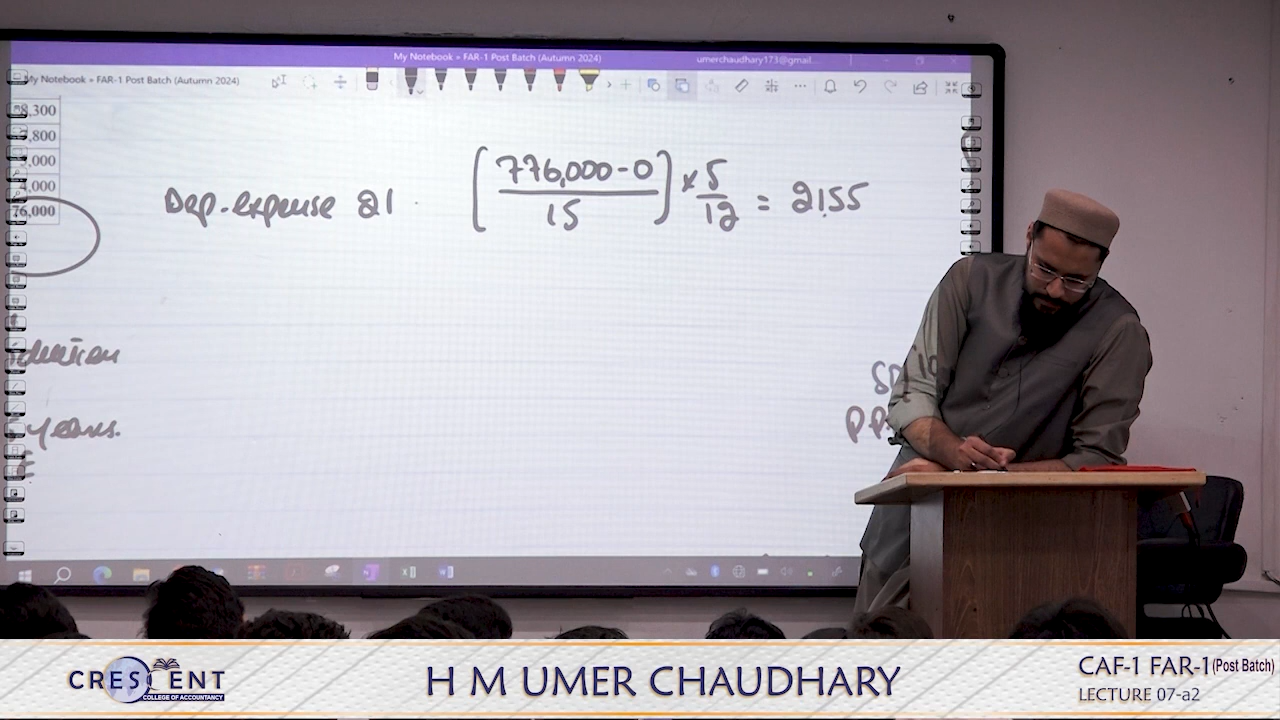 My Notebook » FAR-1 Post Batch (Autumn 2024)
umerchaudhary173@gmail...
My Notebook » FAR-1 Post Batch (Autumn 2024)
8,300
,800
,000
,000
76,000
Dep. expense 21
[ 776,000 - 0 / 15 ] × 5 / 12 = 2155
years.
CRESCENT
COLLEGE OF ACCOUNTANCY
H M UMER CHAUDHARY
CAF-1 FAR-1 (Post Batch)
LECTURE 07-a2